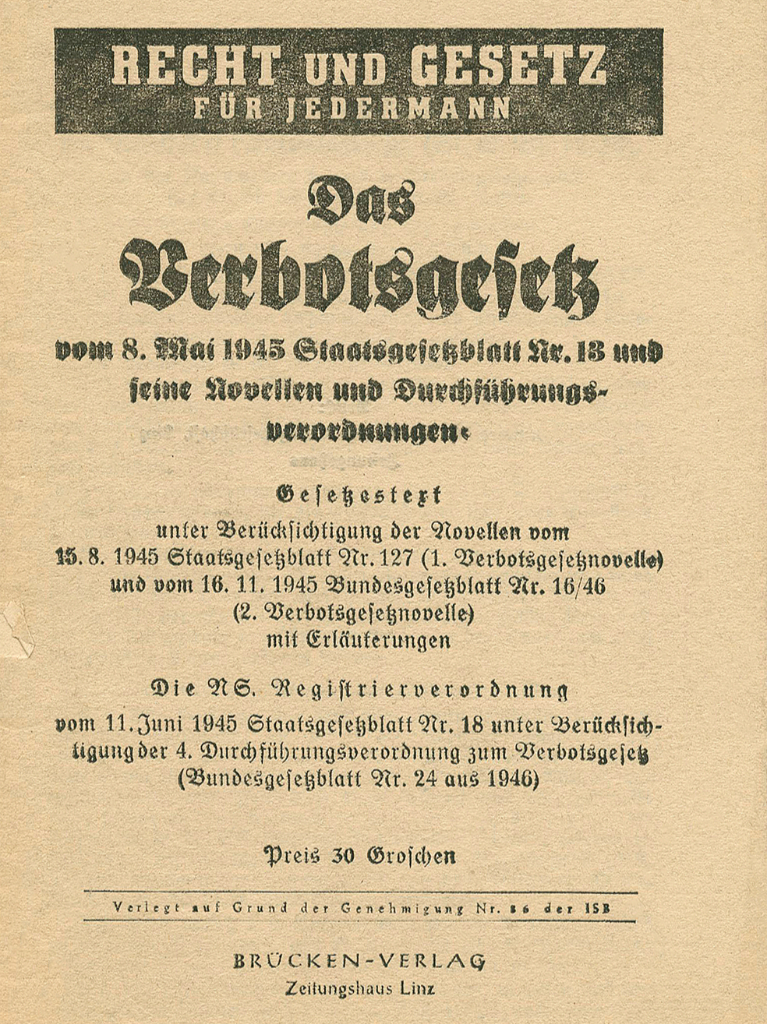 RECHT UND GESETZ
FÜR JEDERMANN
Das
Verbotsgesetz
vom 8. Mai 1945 Staatsgesetzblatt Nr. 13 und
seine Novellen und Durchführungs-
verordnungen.
Gesetzestext
unter Berücksichtigung der Novellen vom
15. 8. 1945 Staatsgesetzblatt Nr. 127 (1. Verbotsgesetznovelle)
und vom 16. 11. 1945 Bundesgesetzblatt Nr. 16/46
(2. Verbotsgesetznovelle)
mit Erläuterungen
Die NS. Registrierverordnung
vom 11. Juni 1945 Staatsgesetzblatt Nr. 18 unter Berücksich-
tigung der 4. Durchführungsverordnung zum Verbotsgesetz
(Bundesgesetzblatt Nr. 24 aus 1946)
Preis 30 Groschen
Verlegt auf Grund der Genehmigung Nr. der ISB
BRÜCKEN-VERLAG
Zeitungshaus Linz